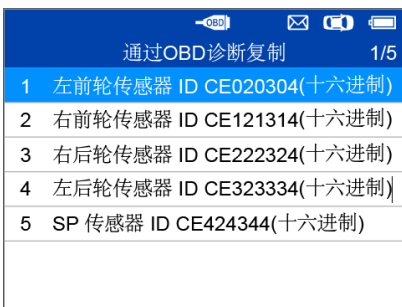 OBD
通过OBD诊断复制 1/5
1 左前轮传感器 ID CE020304(十六进制)
2 右前轮传感器 ID CE121314(十六进制)
3 右后轮传感器 ID CE222324(十六进制)
4 左后轮传感器 ID CE323334(十六进制)
5 SP 传感器 ID CE424344(十六进制)